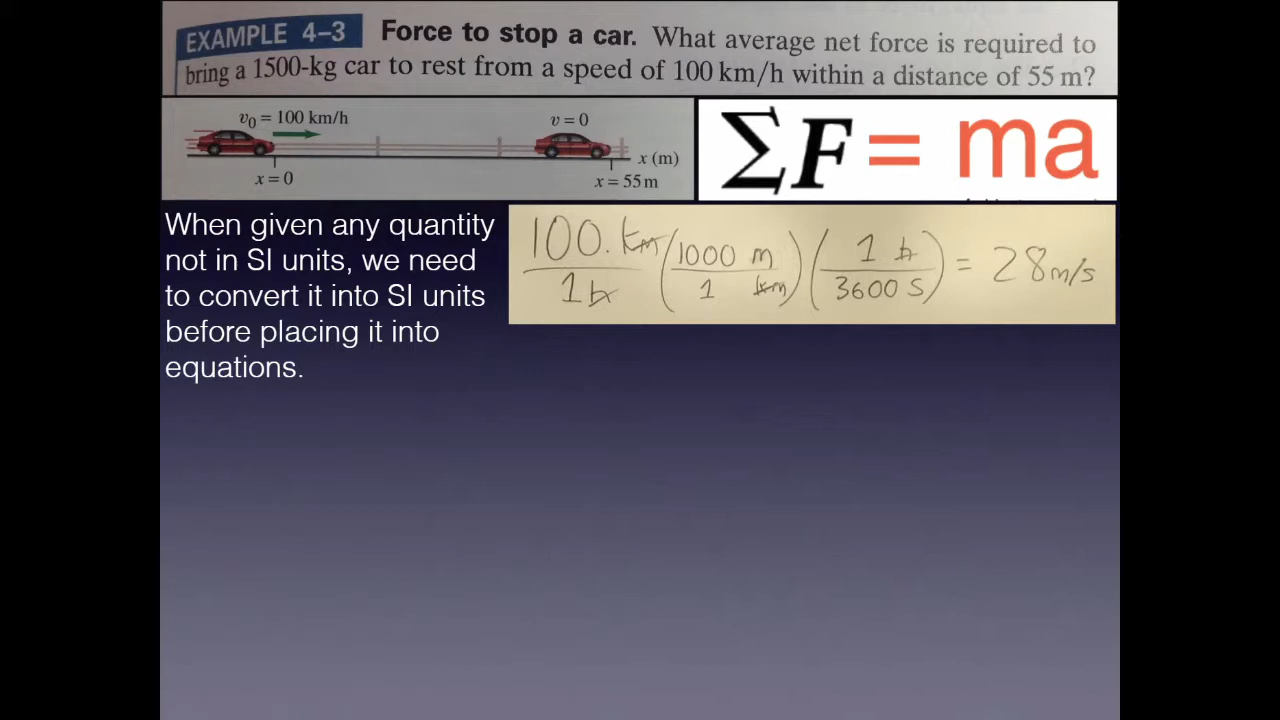 EXAMPLE 4–3 Force to stop a car. What average net force is required to
bring a 1500-kg car to rest from a speed of 100 km/h within a distance of 55 m?
v₀ = 100 km/h
v = 0
x (m)
x = 0
x = 55 m
ΣF = ma
When given any quantity
not in SI units, we need
to convert it into SI units
before placing it into
equations.
100. km/1 h (1000 m/1 km) (1 h/3600 s) = 28 m/s